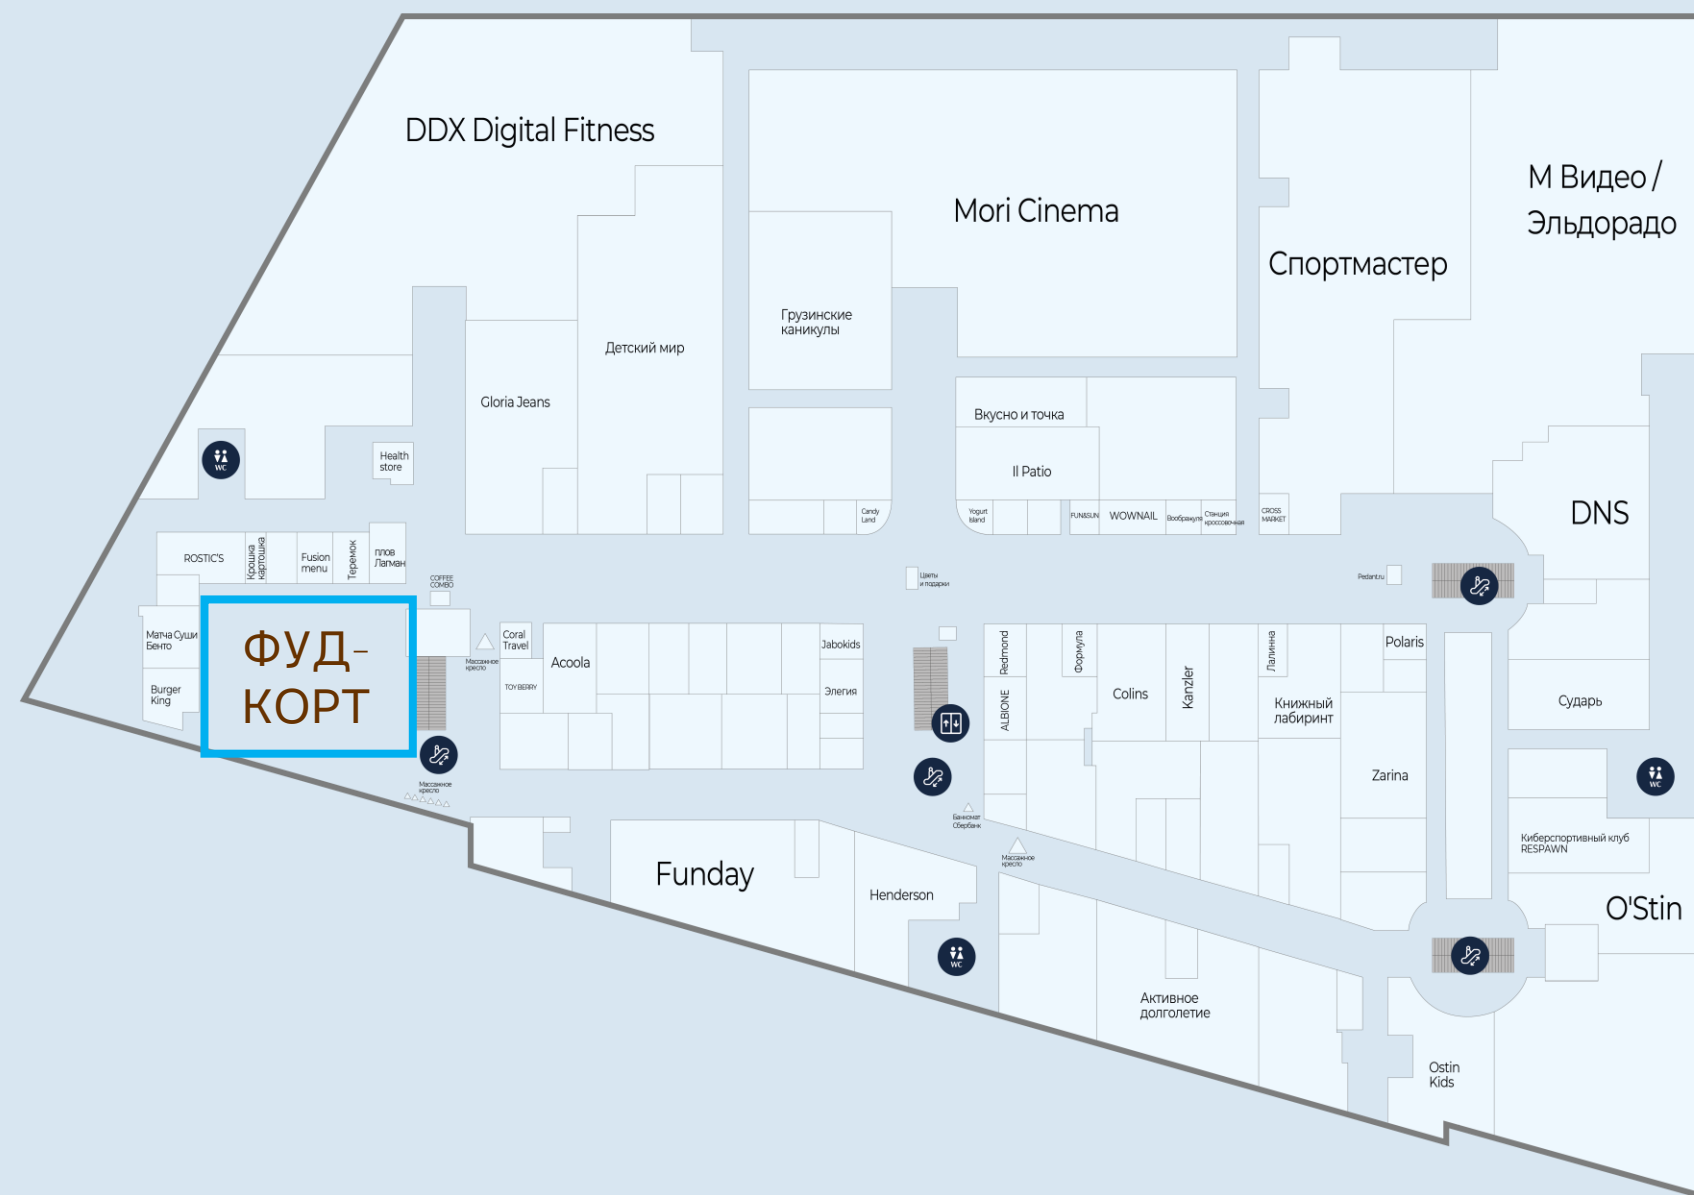 DDX Digital Fitness
Mori Cinema
М Видео /
Эльдорадо
Спортмастер
Грузинские
каникулы
Детский мир
Gloria Jeans
Вкусно и точка
Il Patio
Health
store
WC
Candy
Land
Yogurt
Island
FUN&SUN
WOWNAIL
Воображуля
Станция
кроссовочная
CROSS
MARKET
DNS
ROSTIC'S
Крошка
картошка
Fusion
menu
Теремок
плов
Лагман
COFFEE
COMBO
Цветы
и подарки
Pedant.ru
Матча Суши
Бенто
Burger
King
ФУД-
КОРТ
Массажное
кресло
Coral
Travel
TOY BERRY
Acoola
Jabokids
Элегия
Redmond
ALBIONE
Формула
Colins
Kanzler
Лалинна
Книжный
лабиринт
Polaris
Zarina
Сударь
WC
Массажное
кресло
Банкомат
Сбербанк
Массажное
кресло
Киберспортивный клуб
RESPAWN
Funday
Henderson
WC
O'Stin
Активное
долголетие
Ostin
Kids